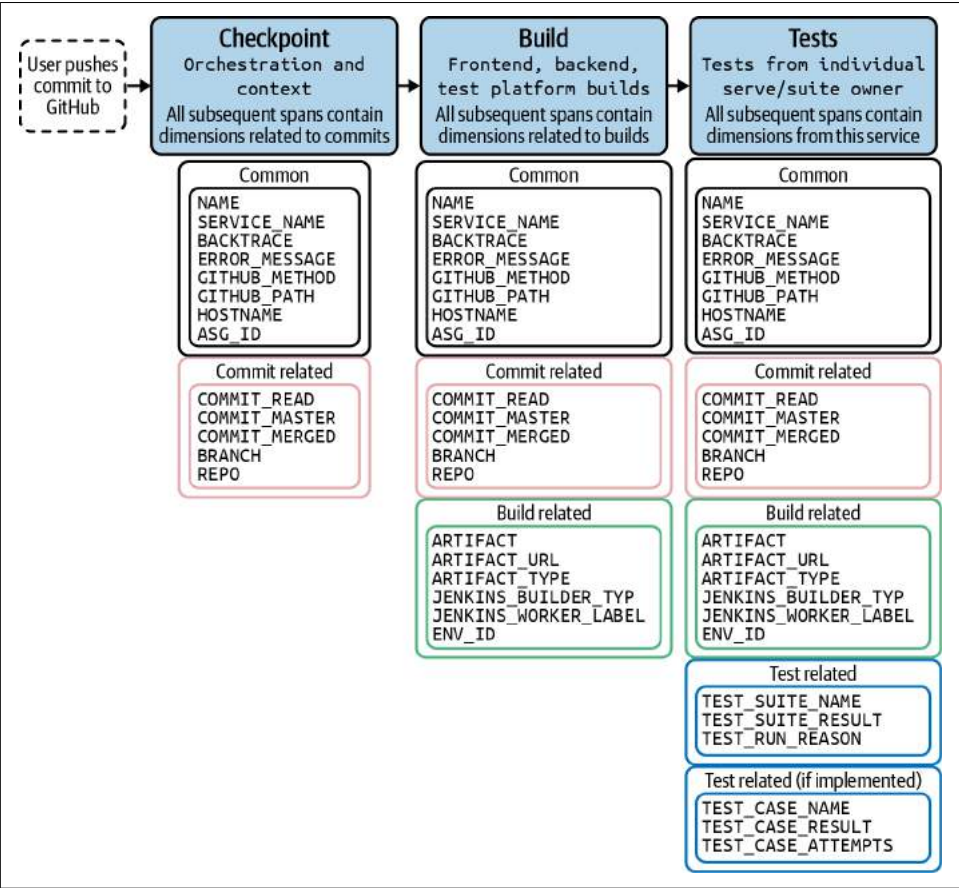 User pushes
commit to
GitHub
Checkpoint
Orchestration and
context
All subsequent spans contain
dimensions related to commits
Build
Frontend, backend,
test platform builds
All subsequent spans contain
dimensions related to builds
Tests
Tests from individual
serve/suite owner
All subsequent spans contain
dimensions from this service
Common
NAME
SERVICE_NAME
BACKTRACE
ERROR_MESSAGE
GITHUB_METHOD
GITHUB_PATH
HOSTNAME
ASG_ID
Commit related
COMMIT_READ
COMMIT_MASTER
COMMIT_MERGED
BRANCH
REPO
Common
NAME
SERVICE_NAME
BACKTRACE
ERROR_MESSAGE
GITHUB_METHOD
GITHUB_PATH
HOSTNAME
ASG_ID
Commit related
COMMIT_READ
COMMIT_MASTER
COMMIT_MERGED
BRANCH
REPO
Build related
ARTIFACT
ARTIFACT_URL
ARTIFACT_TYPE
JENKINS_BUILDER_TYP
JENKINS_WORKER_LABEL
ENV_ID
Common
NAME
SERVICE_NAME
BACKTRACE
ERROR_MESSAGE
GITHUB_METHOD
GITHUB_PATH
HOSTNAME
ASG_ID
Commit related
COMMIT_READ
COMMIT_MASTER
COMMIT_MERGED
BRANCH
REPO
Build related
ARTIFACT
ARTIFACT_URL
ARTIFACT_TYPE
JENKINS_BUILDER_TYP
JENKINS_WORKER_LABEL
ENV_ID
Test related
TEST_SUITE_NAME
TEST_SUITE_RESULT
TEST_RUN_REASON
Test related (if implemented)
TEST_CASE_NAME
TEST_CASE_RESULT
TEST_CASE_ATTEMPTS